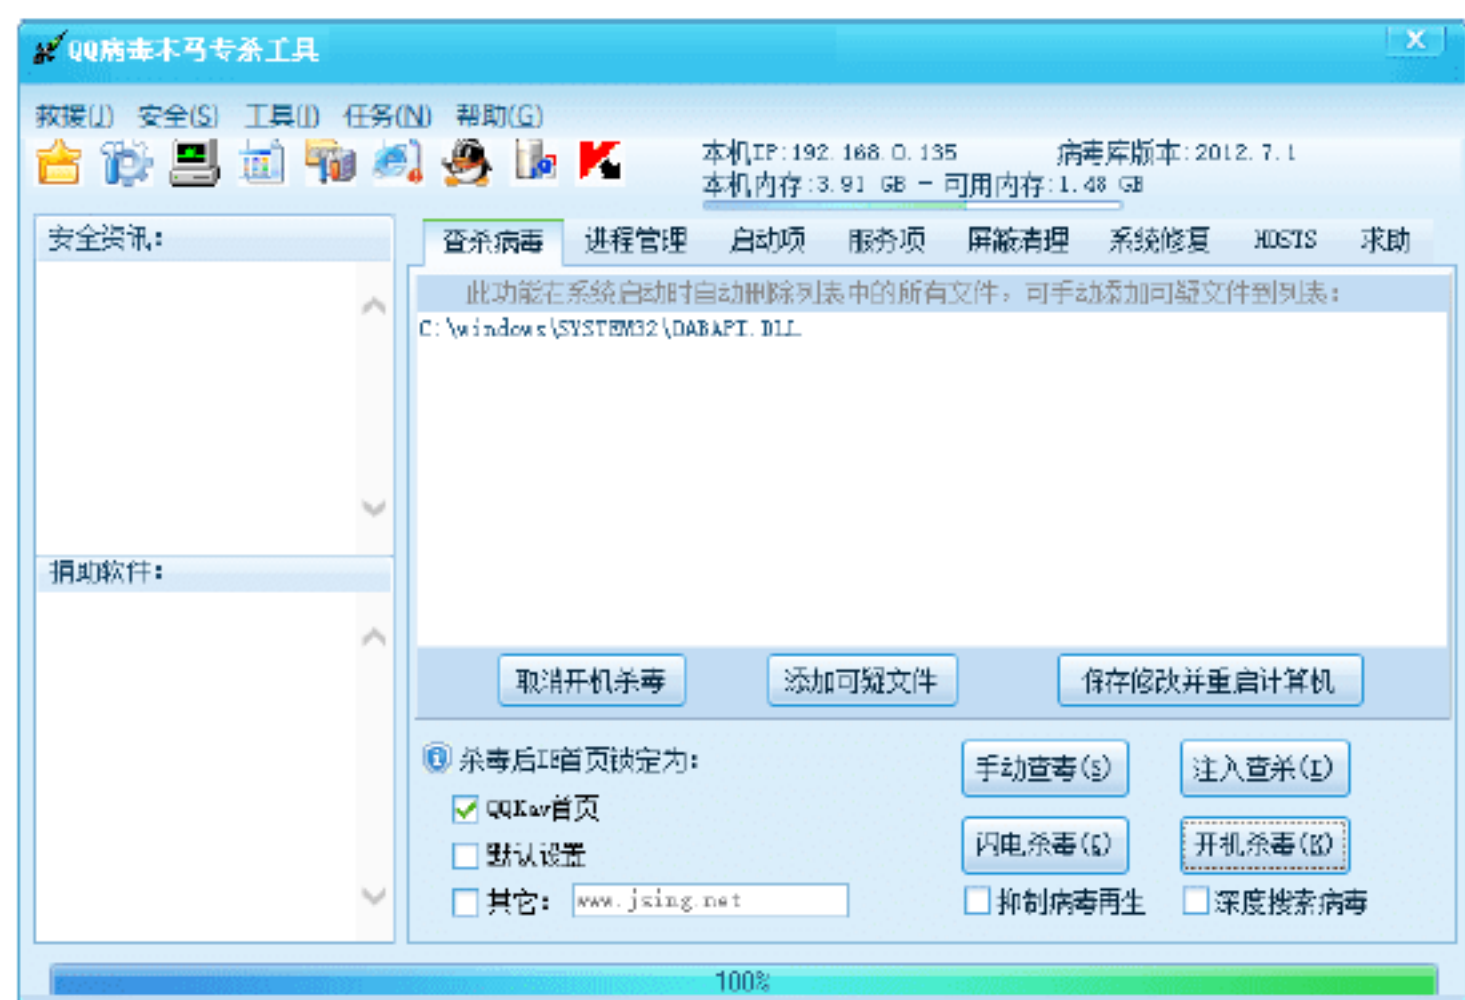 QQ病毒木马专杀工具
X
救援(J) 安全(S) 工具(I) 任务(N) 帮助(G)
本机IP:192.168.0.135 病毒库版本:2012.7.1
本机内存:3.91 GB - 可用内存:1.48 GB
安全资讯:
查杀病毒 进程管理 启动项 服务项 屏蔽清理 系统修复 HOSTS 求助
此功能在系统启动时自动删除列表中的所有文件，可手动添加可疑文件到列表:
C:\windows\SYSTEM32\DABAPI.DLL
捐助软件:
取消开机杀毒 添加可疑文件 保存修改并重启计算机
杀毒后IE首页锁定为:
手动查毒(S) 注入查杀(I)
QQKav首页
闪电杀毒(G) 开机杀毒(K)
默认设置
其它: www.jsing.net
抑制病毒再生 深度搜索病毒
100%